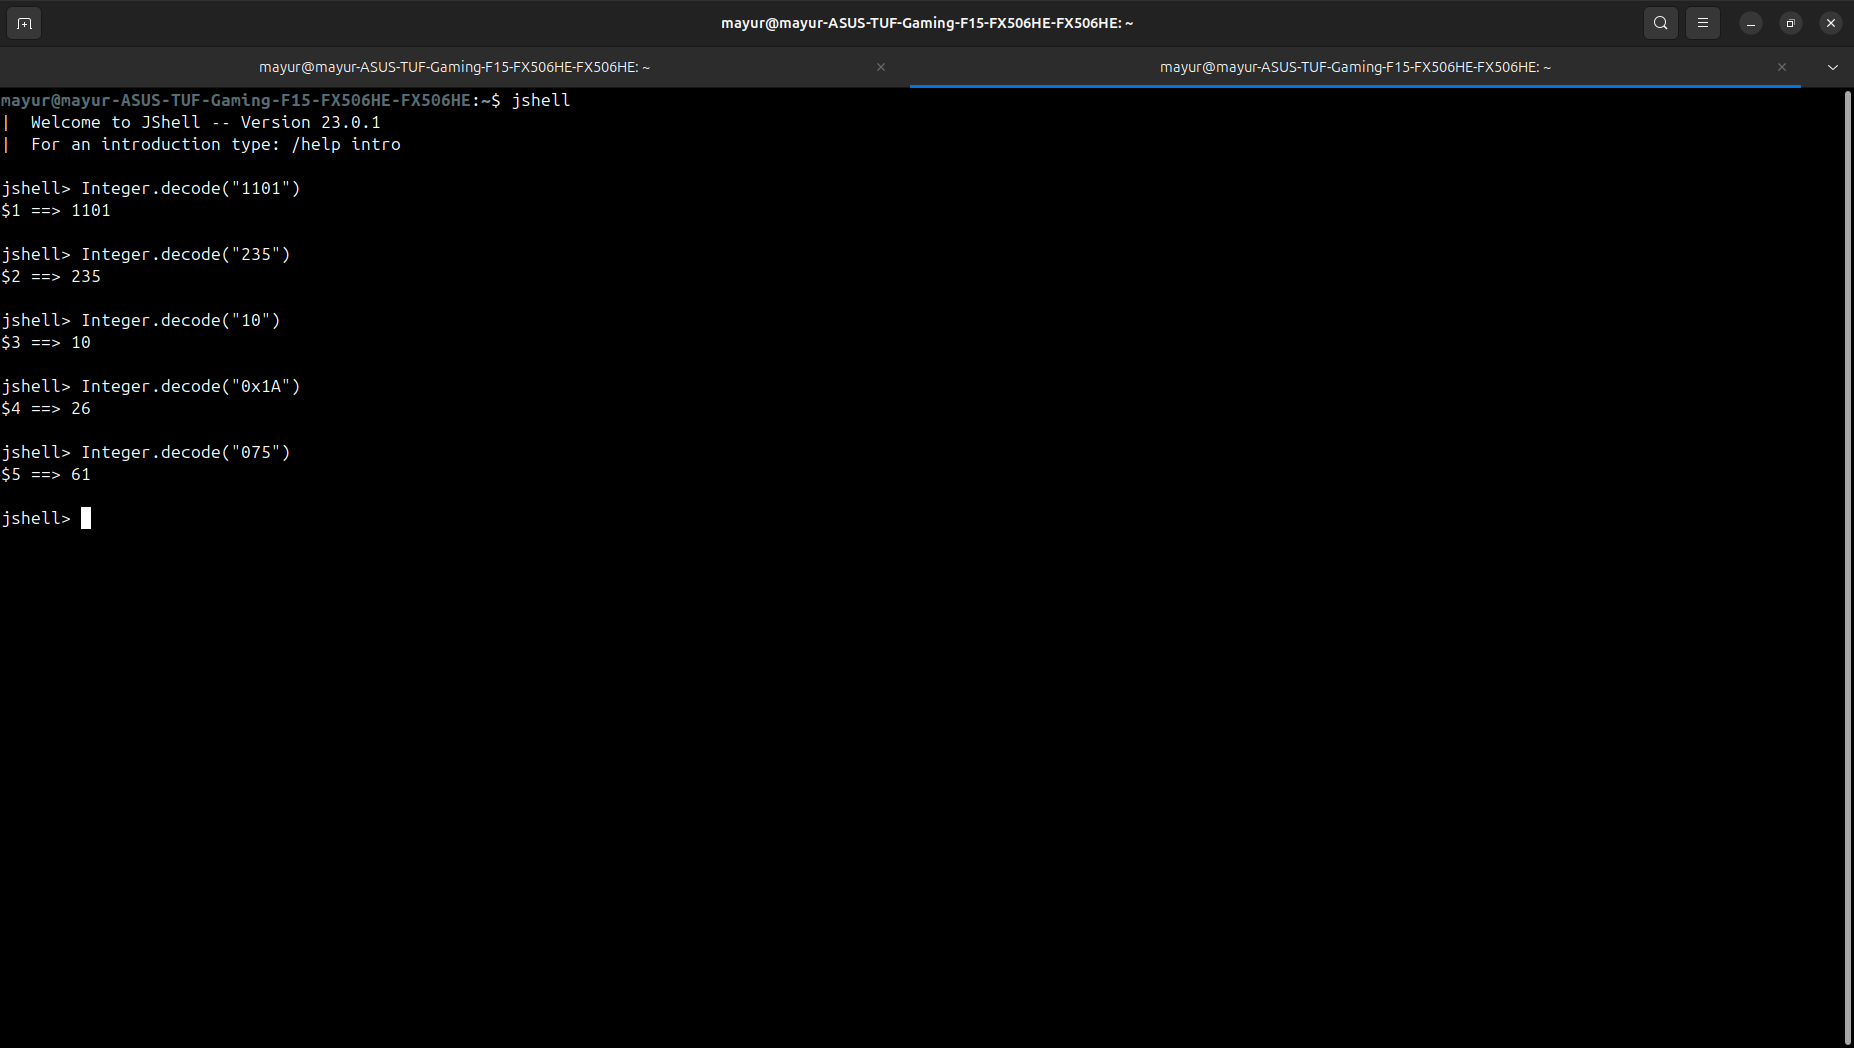 mayur@mayur-ASUS-TUF-Gaming-F15-FX506HE-FX506HE: ~
mayur@mayur-ASUS-TUF-Gaming-F15-FX506HE-FX506HE: ~
mayur@mayur-ASUS-TUF-Gaming-F15-FX506HE-FX506HE: ~
mayur@mayur-ASUS-TUF-Gaming-F15-FX506HE-FX506HE:~$ jshell
|  Welcome to JShell -- Version 23.0.1
|  For an introduction type: /help intro
jshell> Integer.decode("1101")
$1 ==> 1101
jshell> Integer.decode("235")
$2 ==> 235
jshell> Integer.decode("10")
$3 ==> 10
jshell> Integer.decode("0x1A")
$4 ==> 26
jshell> Integer.decode("075")
$5 ==> 61
jshell>